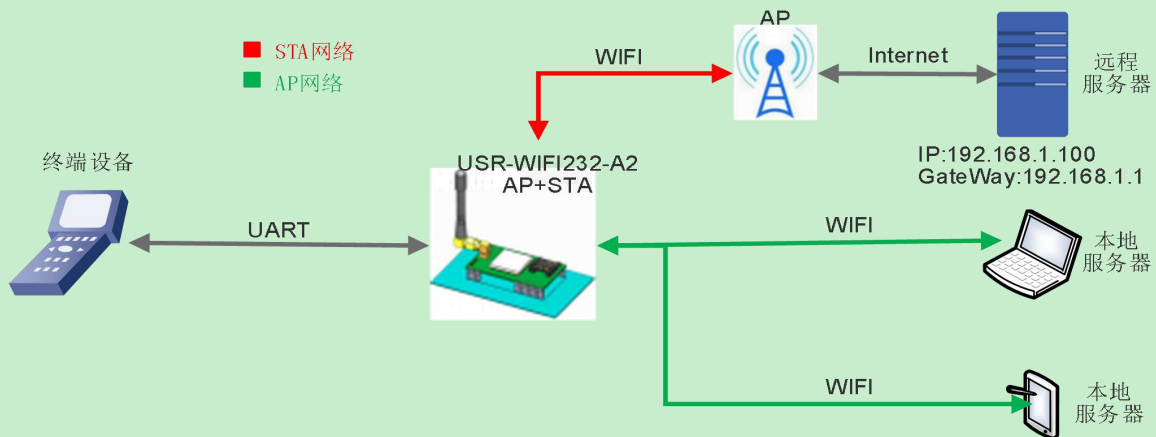 AP
STA网络
WIFI
Internet
远程
服务器
AP网络
IP:192.168.1.100
GateWay:192.168.1.1
终端设备
USR-WIFI232-A2
AP+STA
UART
WIFI
本地
服务器
WIFI
本地
服务器